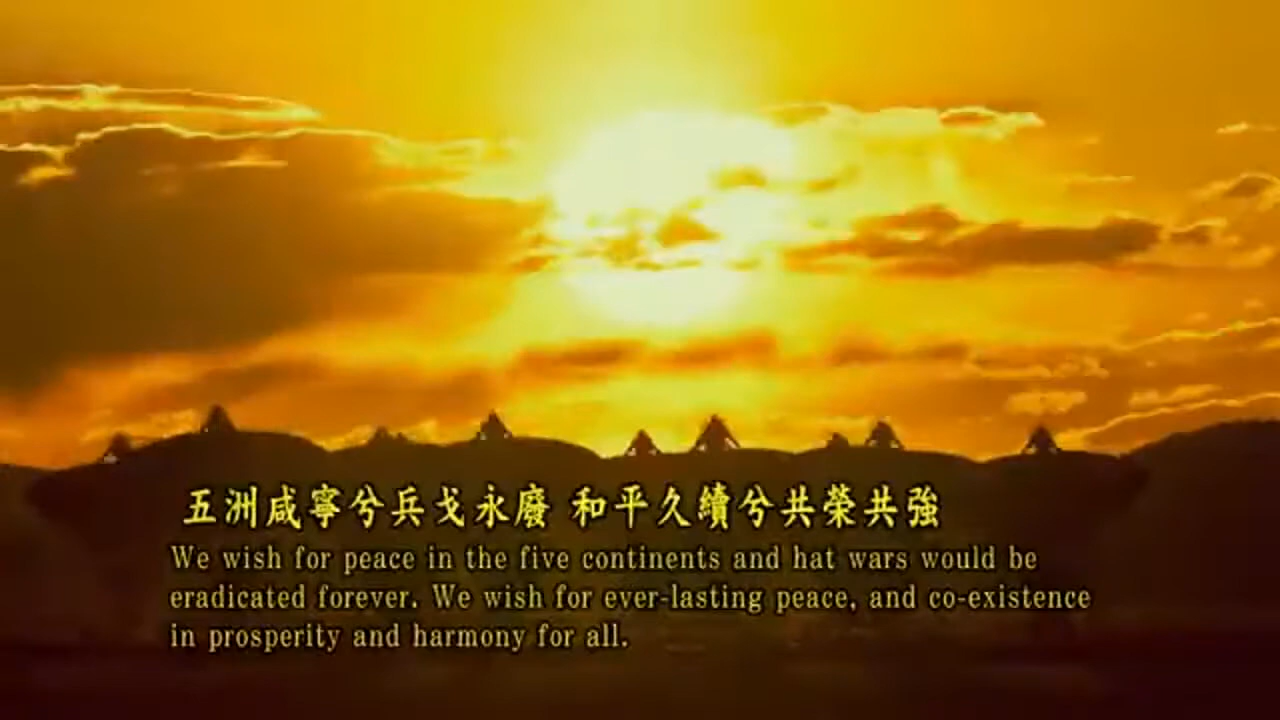 五洲咸寧兮兵戈永廢 和平久續兮共榮共強
We wish for peace in the five continents and hat wars would be
eradicated forever. We wish for ever-lasting peace, and co-existence
in prosperity and harmony for all.